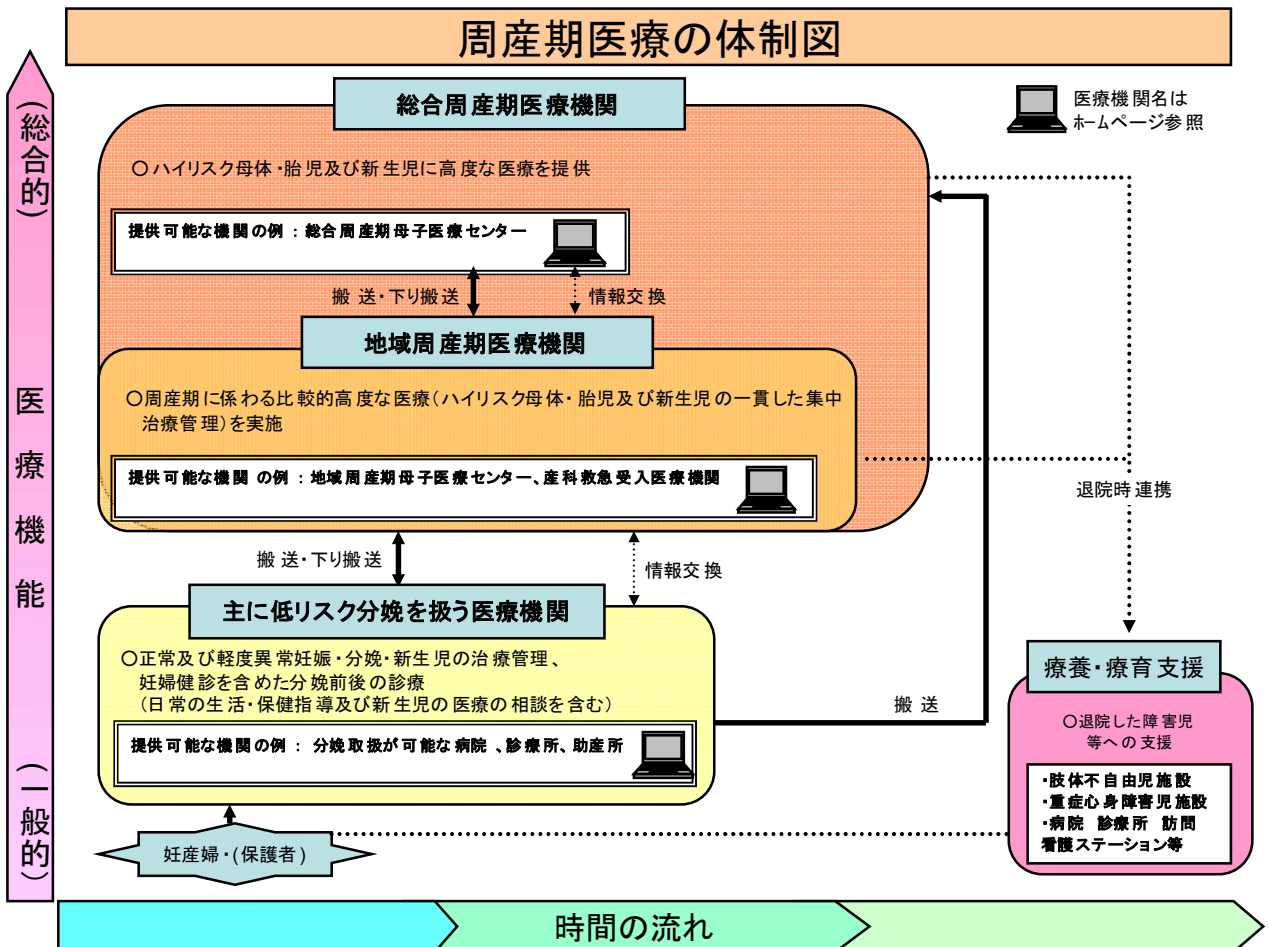 周産期医療の体制図
(総合的)
医療機能
(一般的)
医療機関名は
ホームページ参照
総合周産期医療機関
○ハイリスク母体・胎児及び新生児に高度な医療を提供
提供可能な機関の例 : 総合周産期母子医療センター
搬送・下り搬送
情報交換
地域周産期医療機関
○周産期に係わる比較的高度な医療(ハイリスク母体・胎児及び新生児の一貫した集中
治療管理)を実施
提供可能な機関 の例 : 地域周産期母子医療センター、産科救急受入医療機関
退院時連携
搬送・下り搬送
情報交換
主に低リスク分娩を扱う医療機関
○正常及び軽度異常妊娠・分娩・新生児の治療管理、
妊婦健診を含めた分娩前後の診療
(日常の生活・保健指導及び新生児の医療の相談を含む)
提供可能な機関の例 : 分娩取扱が可能な病院 、診療所、助産所
搬 送
療養・療育支援
○退院した障害児
等への支援
・肢体不自由児施設
・重症心身障害児施設
・病院 診療所 訪問
看護ステーション等
妊産婦・(保護者)
時間の流れ